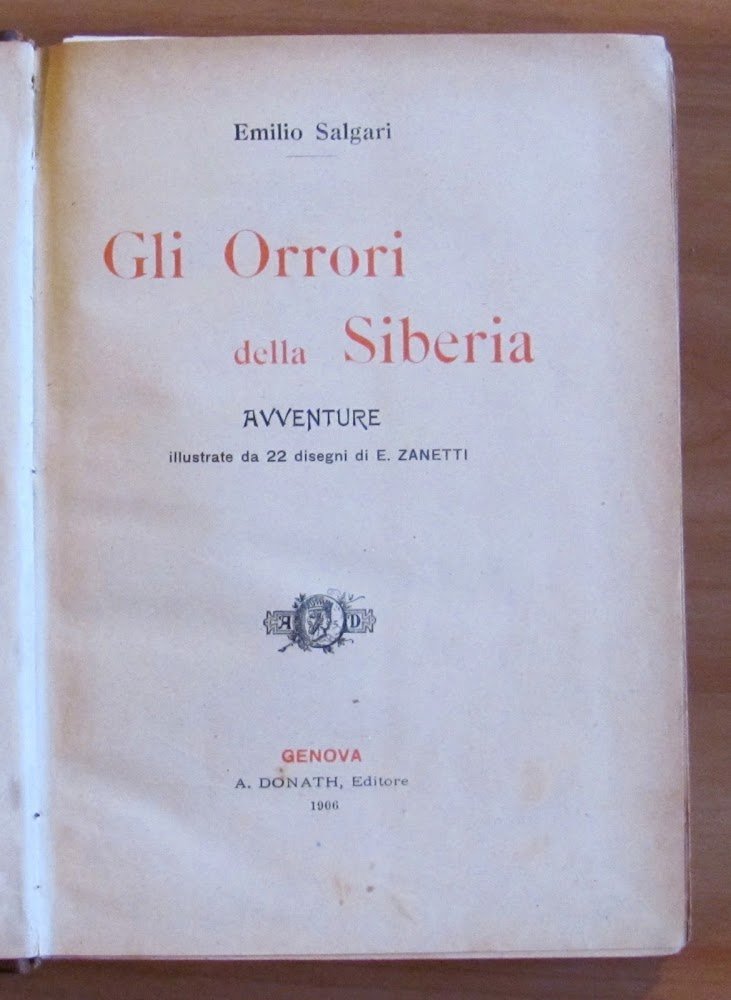 Emilio Salgari
Gli Orrori
della Siberia
AVVENTURE
illustrate da 22 disegni di E. ZANETTI
A D
GENOVA
A. DONATH, Editore
1906